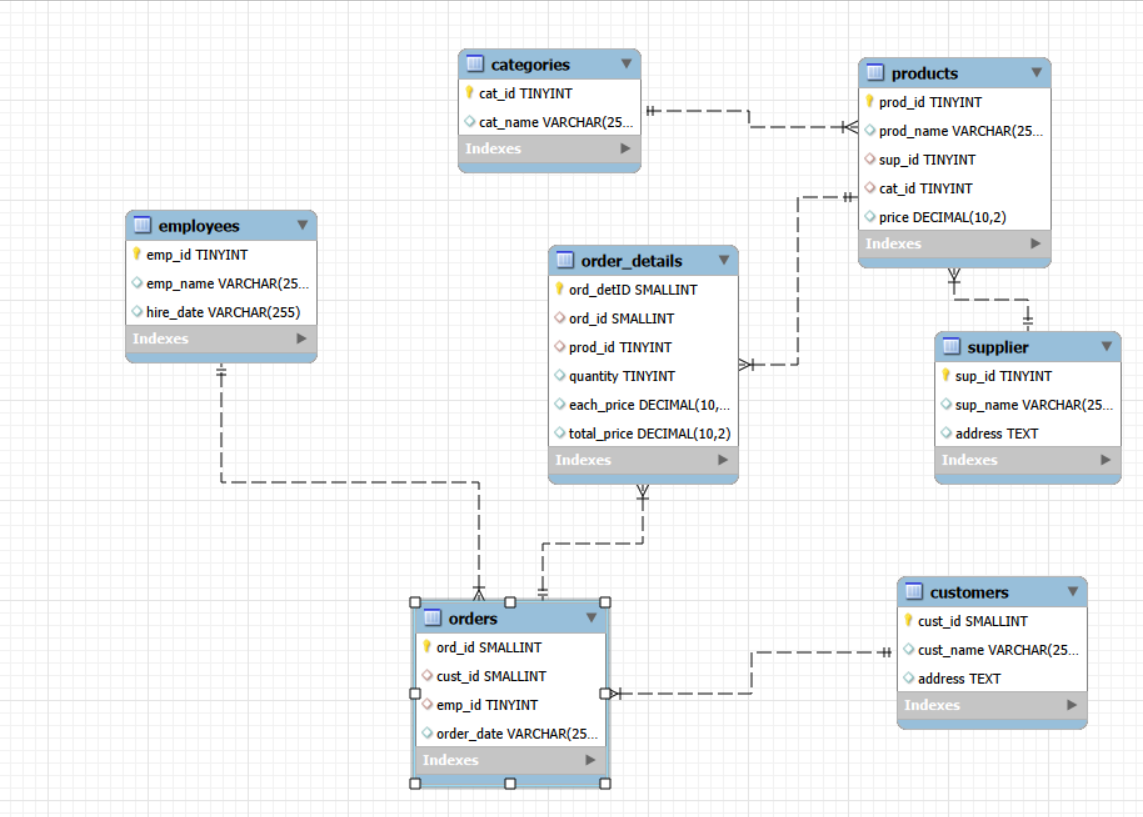 categories
cat_id TINYINT
cat_name VARCHAR(25...
Indexes
products
prod_id TINYINT
prod_name VARCHAR(25...
sup_id TINYINT
cat_id TINYINT
price DECIMAL(10,2)
Indexes
employees
emp_id TINYINT
emp_name VARCHAR(25...
hire_date VARCHAR(255)
Indexes
order_details
ord_detID SMALLINT
ord_id SMALLINT
prod_id TINYINT
quantity TINYINT
each_price DECIMAL(10,...
total_price DECIMAL(10,2)
Indexes
supplier
sup_id TINYINT
sup_name VARCHAR(25...
address TEXT
Indexes
orders
ord_id SMALLINT
cust_id SMALLINT
emp_id TINYINT
order_date VARCHAR(25...
Indexes
customers
cust_id SMALLINT
cust_name VARCHAR(25...
address TEXT
Indexes